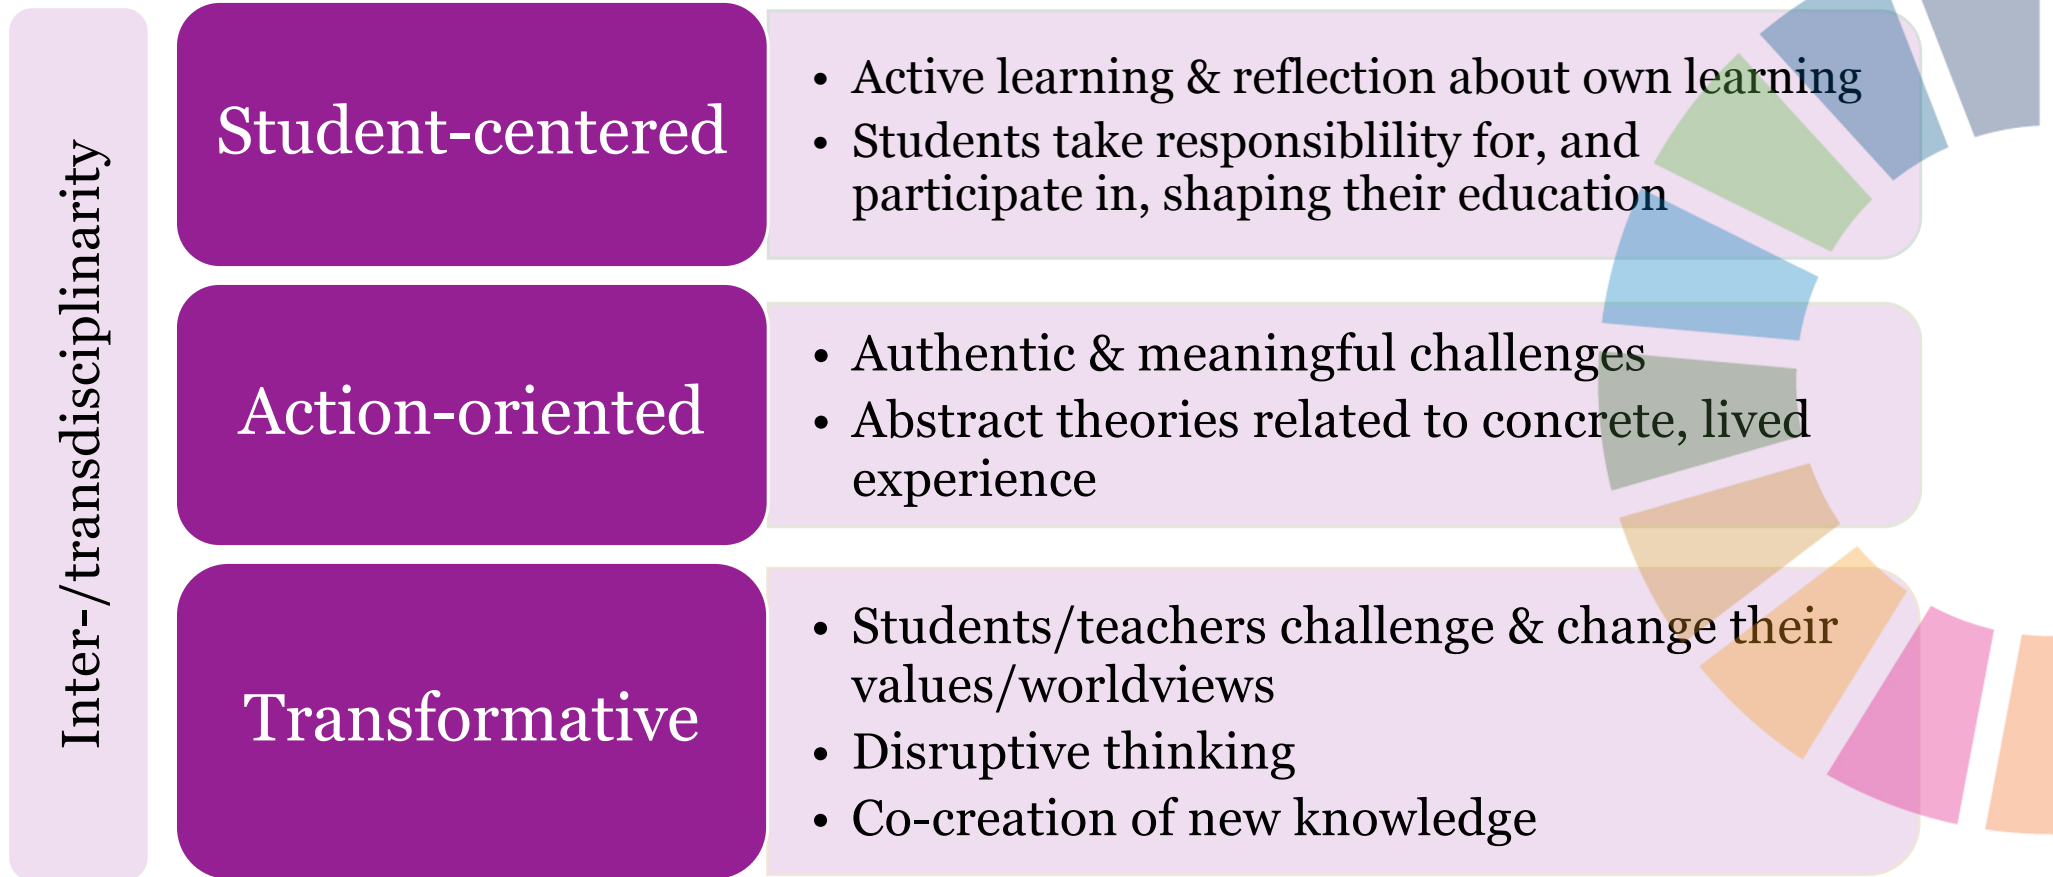 Inter-/transdisciplinarity
Student-centered
• Active learning & reflection about own learning
• Students take responsiblility for, and
participate in, shaping their education
Action-oriented
• Authentic & meaningful challenges
• Abstract theories related to concrete, lived
experience
Transformative
• Students/teachers challenge & change their
values/worldviews
• Disruptive thinking
• Co-creation of new knowledge